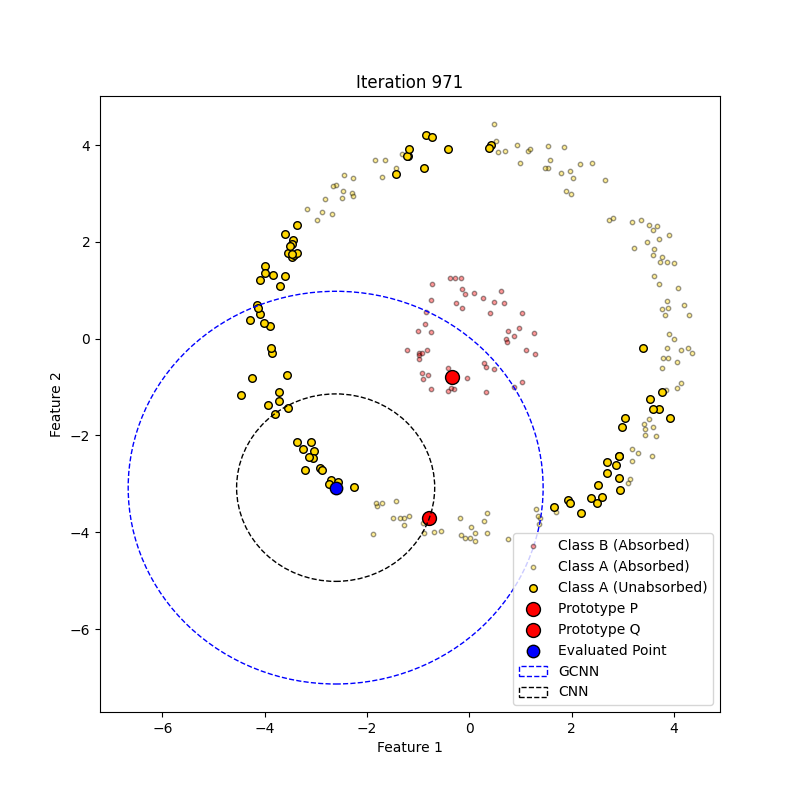 Iteration 971
4
2
0
−2
−4
−6
Feature 2
−6
−4
−2
0
2
4
Feature 1
Class B (Absorbed)
Class A (Absorbed)
Class A (Unabsorbed)
Prototype P
Prototype Q
Evaluated Point
GCNN
CNN